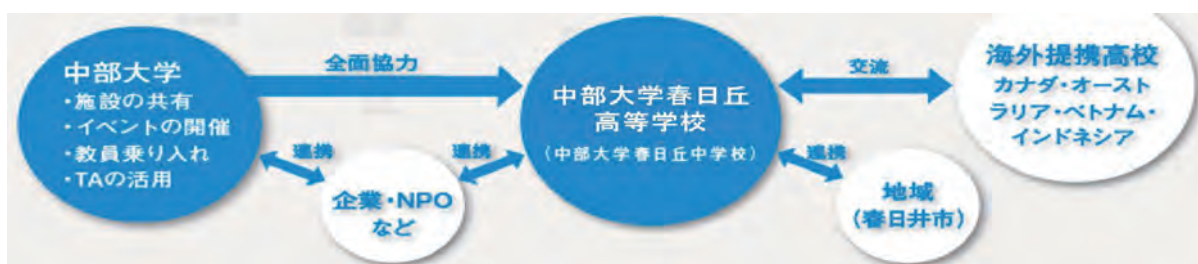 中部大学
・施設の共有
・イベントの開催
・教員乗り入れ
・TAの活用
全面協力
連携
企業・NPO
など
連携
中部大学春日丘
高等学校
（中部大学春日丘中学校）
交流
海外提携高校
カナダ・オースト
ラリア・ベトナム・
インドネシア
連携
地域
（春日井市）